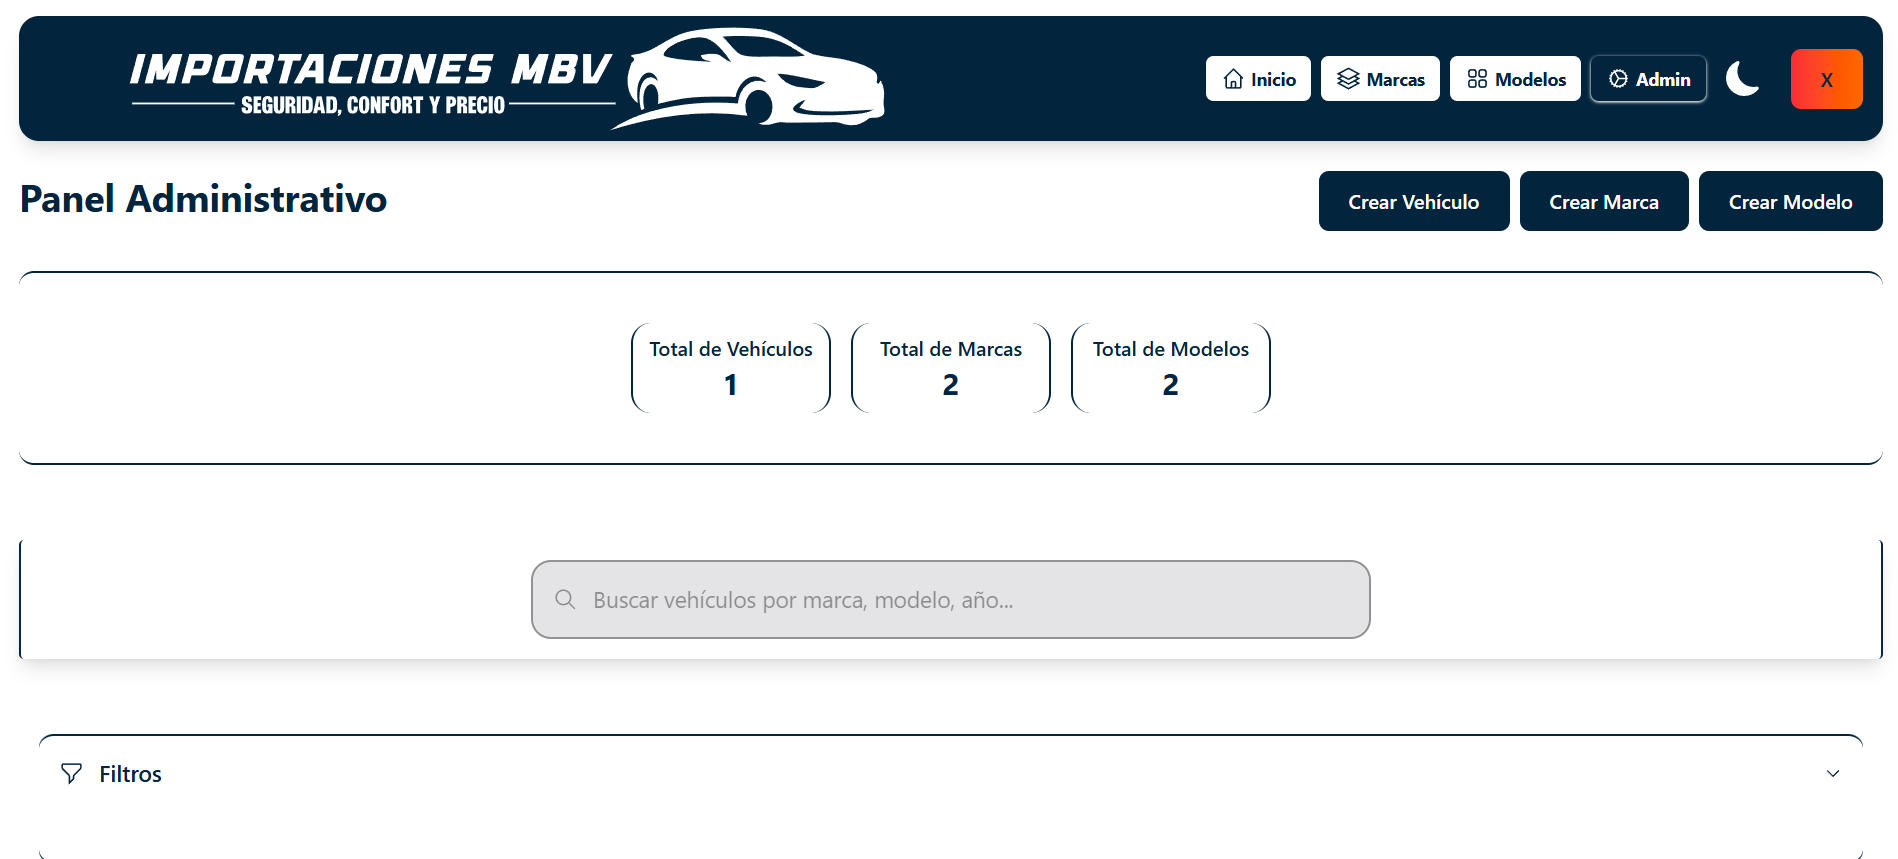 IMPORTACIONES MBV
SEGURIDAD, CONFORT Y PRECIO
Inicio
Marcas
Modelos
Admin
X
Panel Administrativo
Crear Vehículo
Crear Marca
Crear Modelo
Total de Vehículos
1
Total de Marcas
2
Total de Modelos
2
Buscar vehículos por marca, modelo, año...
Filtros